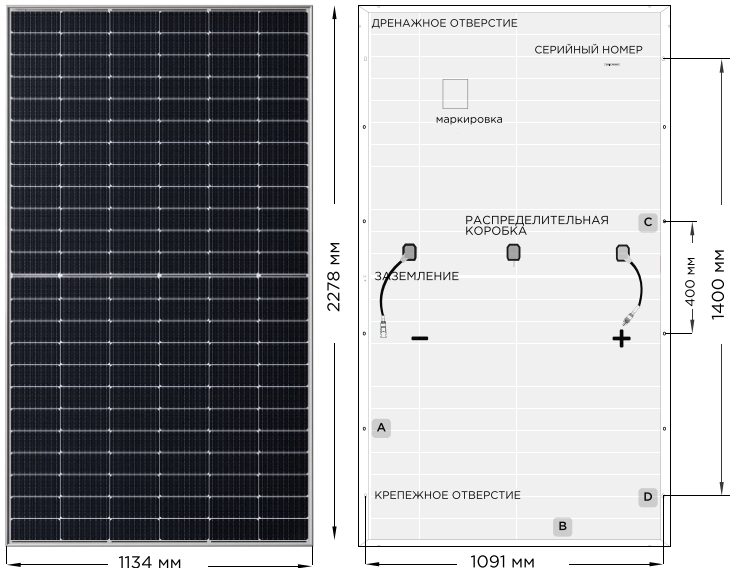 ДРЕНАЖНОЕ ОТВЕРСТИЕ
СЕРИЙНЫЙ НОМЕР
маркировка
РАСПРЕДЕЛИТЕЛЬНАЯ
КОРОБКА
C
ЗАЗЕМЛЕНИЕ
2278 мм
400 мм
1400 мм
− +
A
КРЕПЕЖНОЕ ОТВЕРСТИЕ
D
B
1134 мм
1091 мм